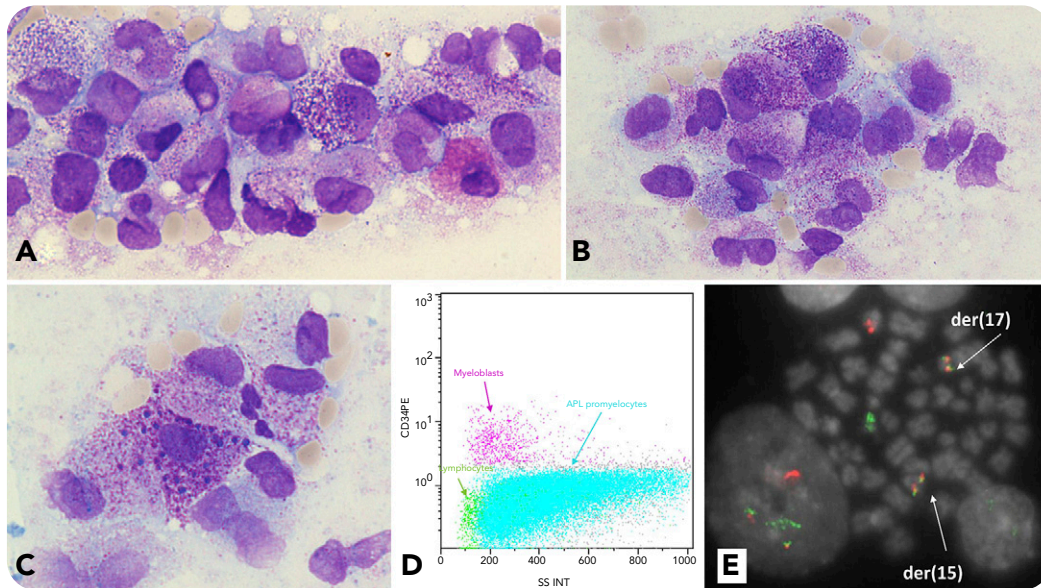 A
B
C
10³
10²
10¹
10⁰
CD34PE
Myeloblasts
APL promyelocytes
Lymphocytes
0
200
400
600
800
1000
SS INT
D
der(17)
der(15)
E